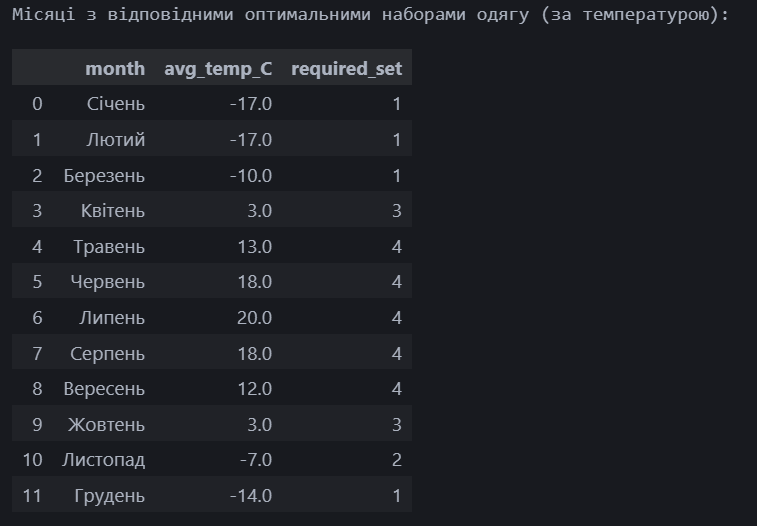 Місяці з відповідними оптимальними наборами одягу (за температурою):
month avg_temp_C required_set
0 Січень -17.0 1
1 Лютий -17.0 1
2 Березень -10.0 1
3 Квітень 3.0 3
4 Травень 13.0 4
5 Червень 18.0 4
6 Липень 20.0 4
7 Серпень 18.0 4
8 Вересень 12.0 4
9 Жовтень 3.0 3
10 Листопад -7.0 2
11 Грудень -14.0 1